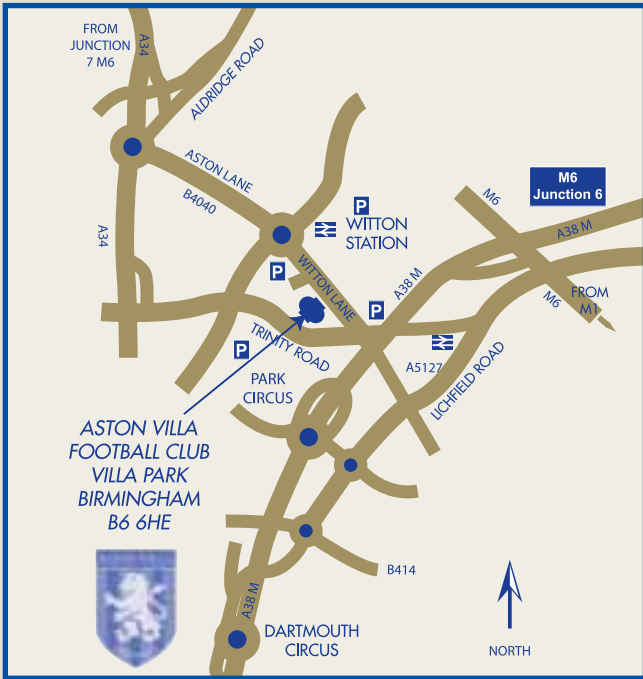 FROM
JUNCTION
7 M6
A34
ALDRIDGE ROAD
ASTON LANE
B4040
A34
P
WITTON
STATION
M6
Junction 6
M6
A38 M
P
WITTON LANE
A38 M
M6
FROM
M1
P
TRINITY ROAD
P
A5127
LICHFIELD ROAD
PARK
CIRCUS
ASTON VILLA
FOOTBALL CLUB
VILLA PARK
BIRMINGHAM
B6 6HE
B414
A38 M
DARTMOUTH
CIRCUS
NORTH